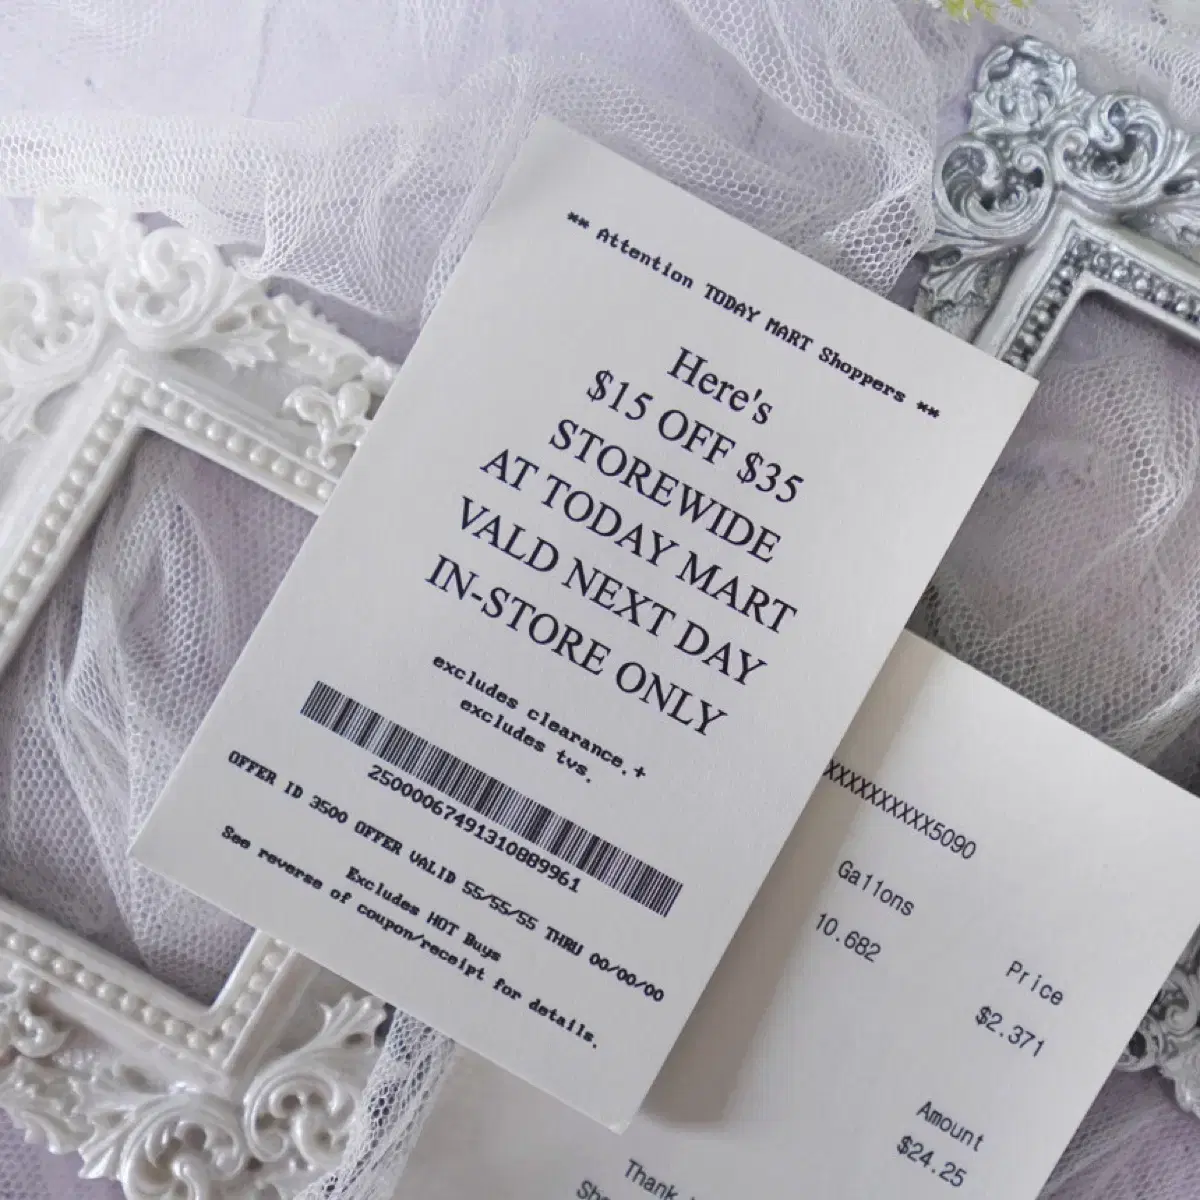 ** Attention TODAY MART Shoppers **
Here's
$15 OFF $35
STOREWIDE
AT TODAY MART
VALD NEXT DAY
IN-STORE ONLY
excludes clearance.+
excludes tvs.
25000067491310889961
OFFER ID 3500 OFFER VALID 55/55/55 THRU 00/00/00
Excludes HOT Buys
See reverse of coupon/receipt for details.
XXXXXXXXXXX5090
Gallons
10.682
Price
$2.371
Amount
$24.25
Thank